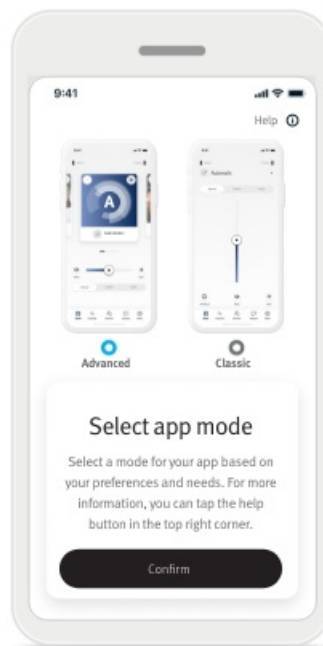 9:41
Help
A
Automatic
Advanced
Classic
Select app mode
Select a mode for your app based on
your preferences and needs. For more
information, you can tap the help
button in the top right corner.
Confirm